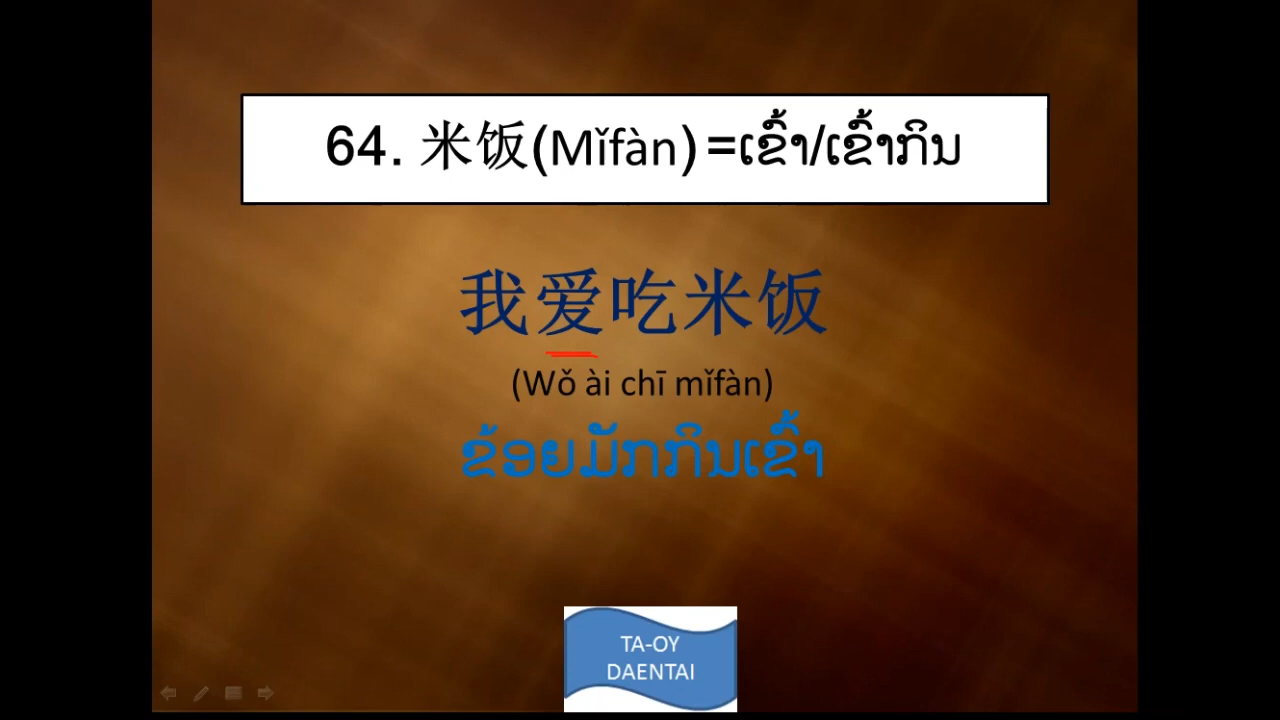 64. 米饭(Mǐfàn)=ເຂົ້າ/ເຂົ້າກິນ
我爱吃米饭
(Wǒ ài chī mǐfàn)
ຂ້ອຍມັກກິນເຂົ້າ
TA-OY
DAENTAI